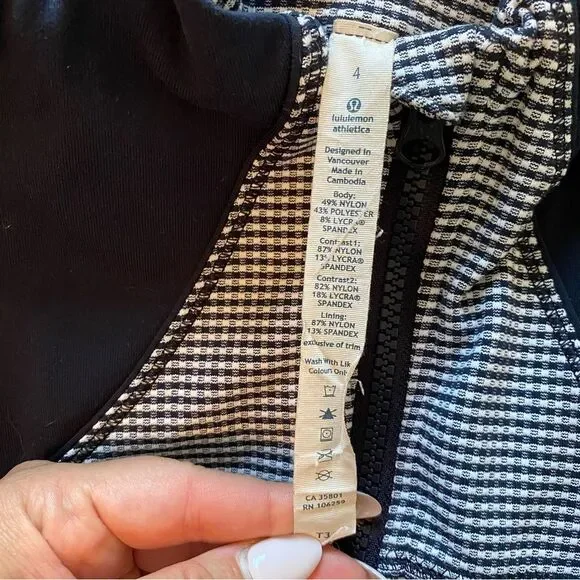 4
lululemon
athletica
Designed in
Vancouver
Made in
Cambodia
Body:
49% NYLON
43% POLYESTER
8% LYCRA®
SPANDEX
Contrast1:
87% NYLON
13% LYCRA®
SPANDEX
Contrast2:
82% NYLON
18% LYCRA®
SPANDEX
Lining:
87% NYLON
13% SPANDEX
exclusive of trim
Wash With Lik
Colours Only
CA 35801
RN 106259
T3